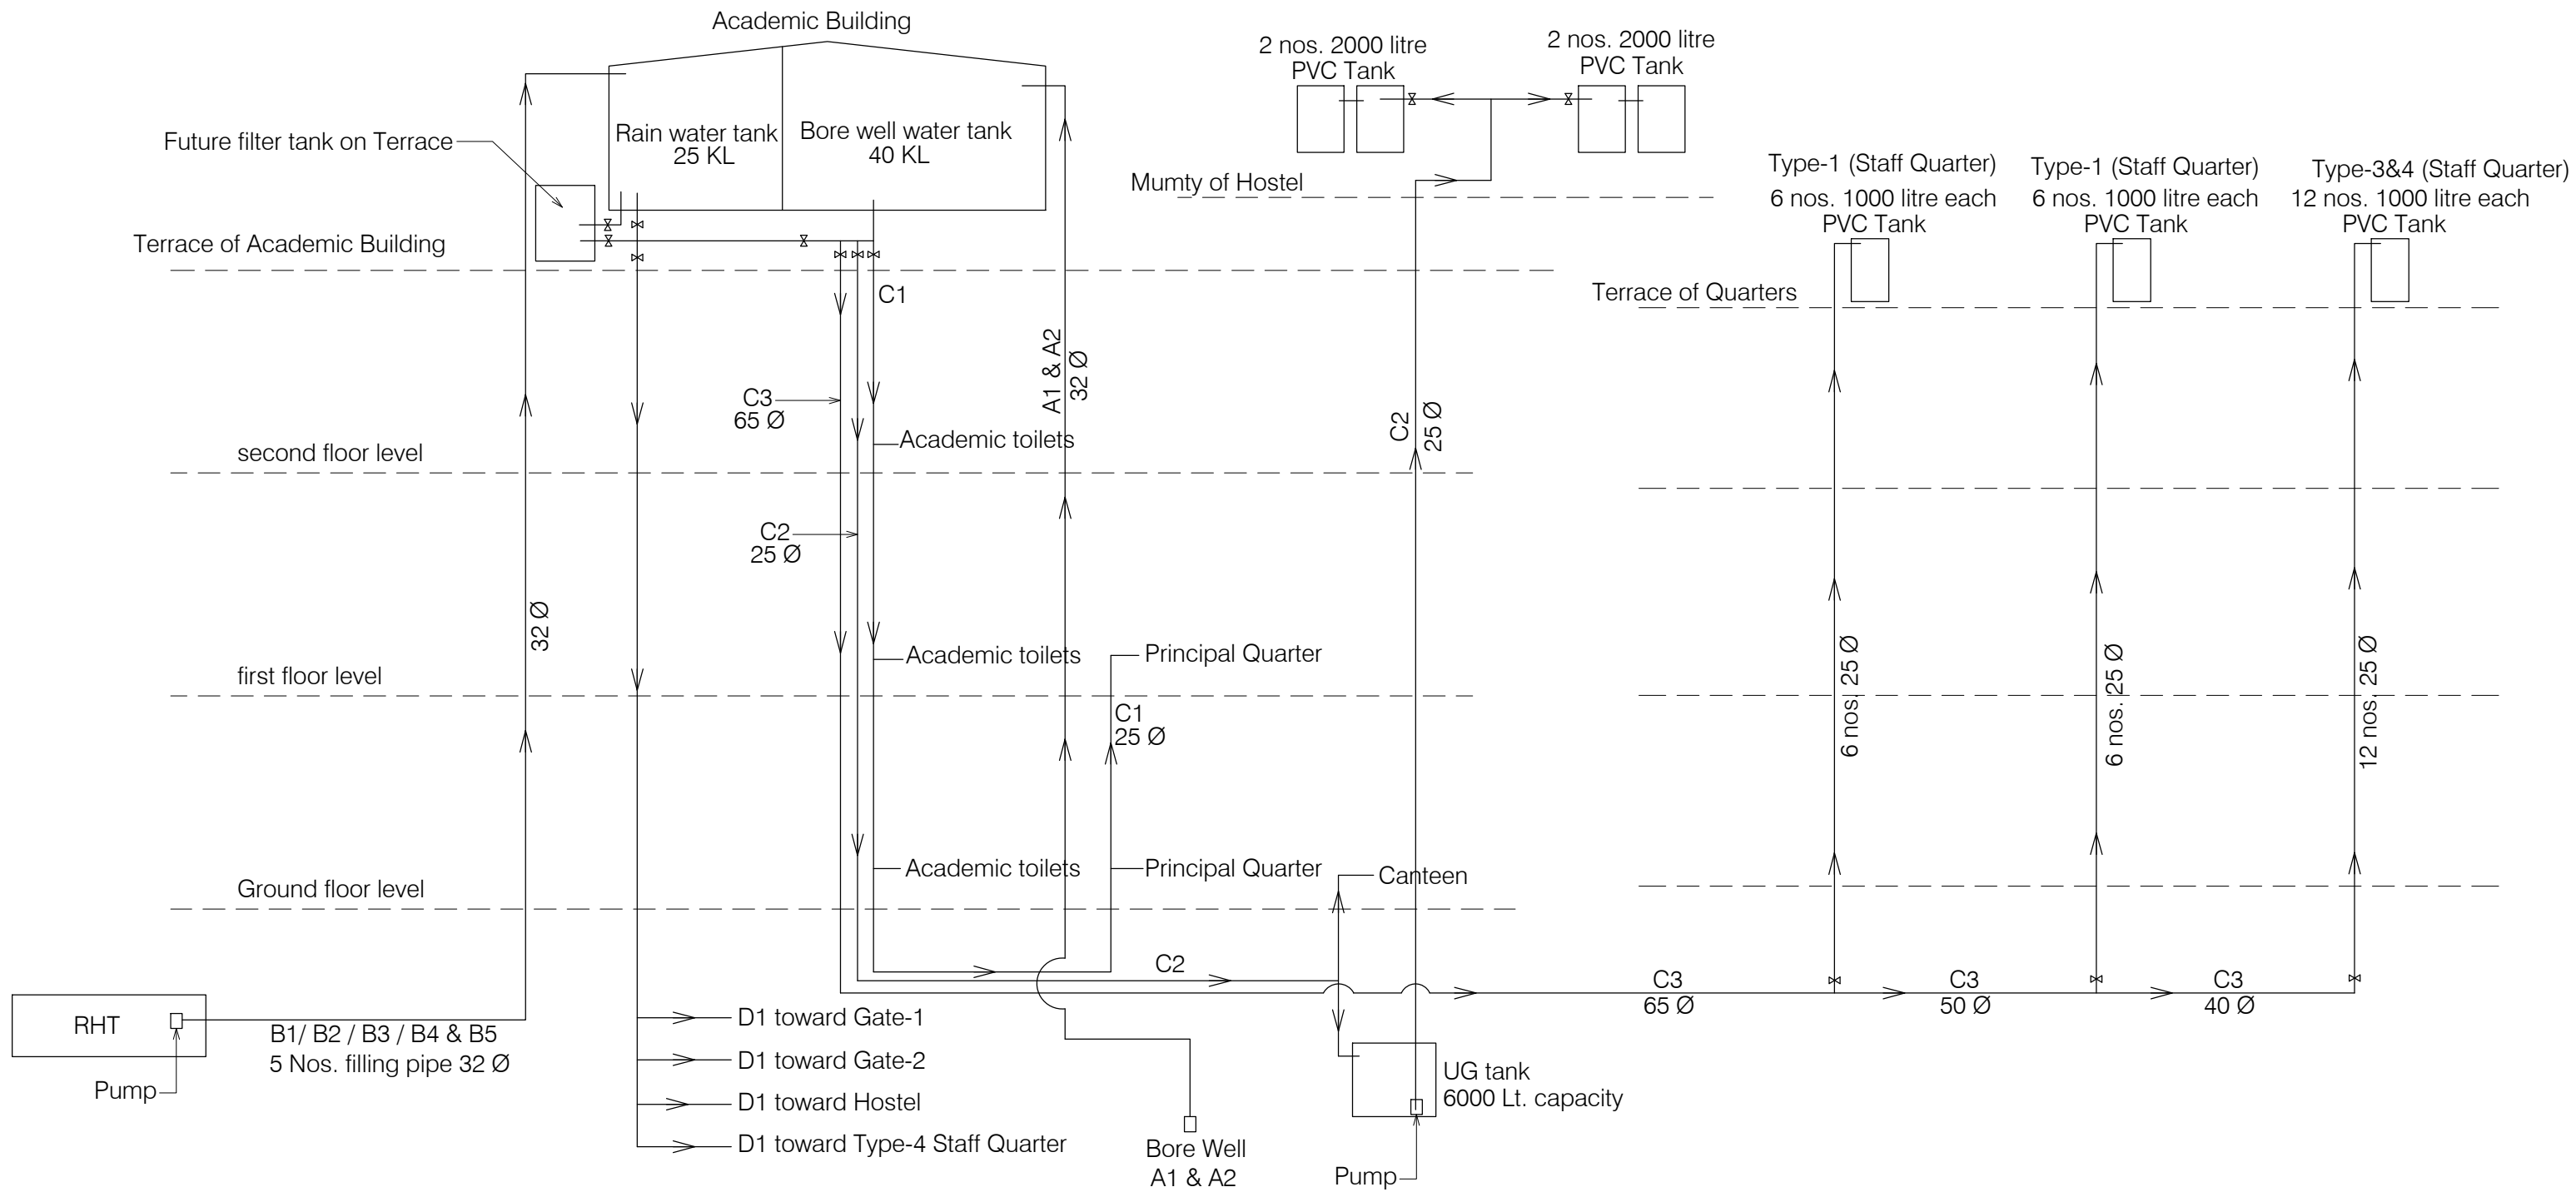 Academic Building
2 nos. 2000 litre
PVC Tank
2 nos. 2000 litre
PVC Tank
Future filter tank on Terrace
Rain water tank
25 KL
Bore well water tank
40 KL
Mumty of Hostel
Type-1 (Staff Quarter)
6 nos. 1000 litre each
PVC Tank
Type-1 (Staff Quarter)
6 nos. 1000 litre each
PVC Tank
Type-3&4 (Staff Quarter)
12 nos. 1000 litre each
PVC Tank
Terrace of Academic Building
Terrace of Quarters
C1
A1 & A2
32 Ø
C3
65 Ø
C2
25 Ø
Academic toilets
second floor level
C2
25 Ø
32 Ø
Academic toilets
Principal Quarter
first floor level
C1
25 Ø
6 nos. 25 Ø
6 nos. 25 Ø
12 nos. 25 Ø
Academic toilets
Principal Quarter
Canteen
Ground floor level
C2
C3
65 Ø
C3
50 Ø
C3
40 Ø
RHT
B1/ B2 / B3 / B4 & B5
5 Nos. filling pipe 32 Ø
Pump
D1 toward Gate-1
D1 toward Gate-2
D1 toward Hostel
D1 toward Type-4 Staff Quarter
Bore Well
A1 & A2
UG tank
6000 Lt. capacity
Pump